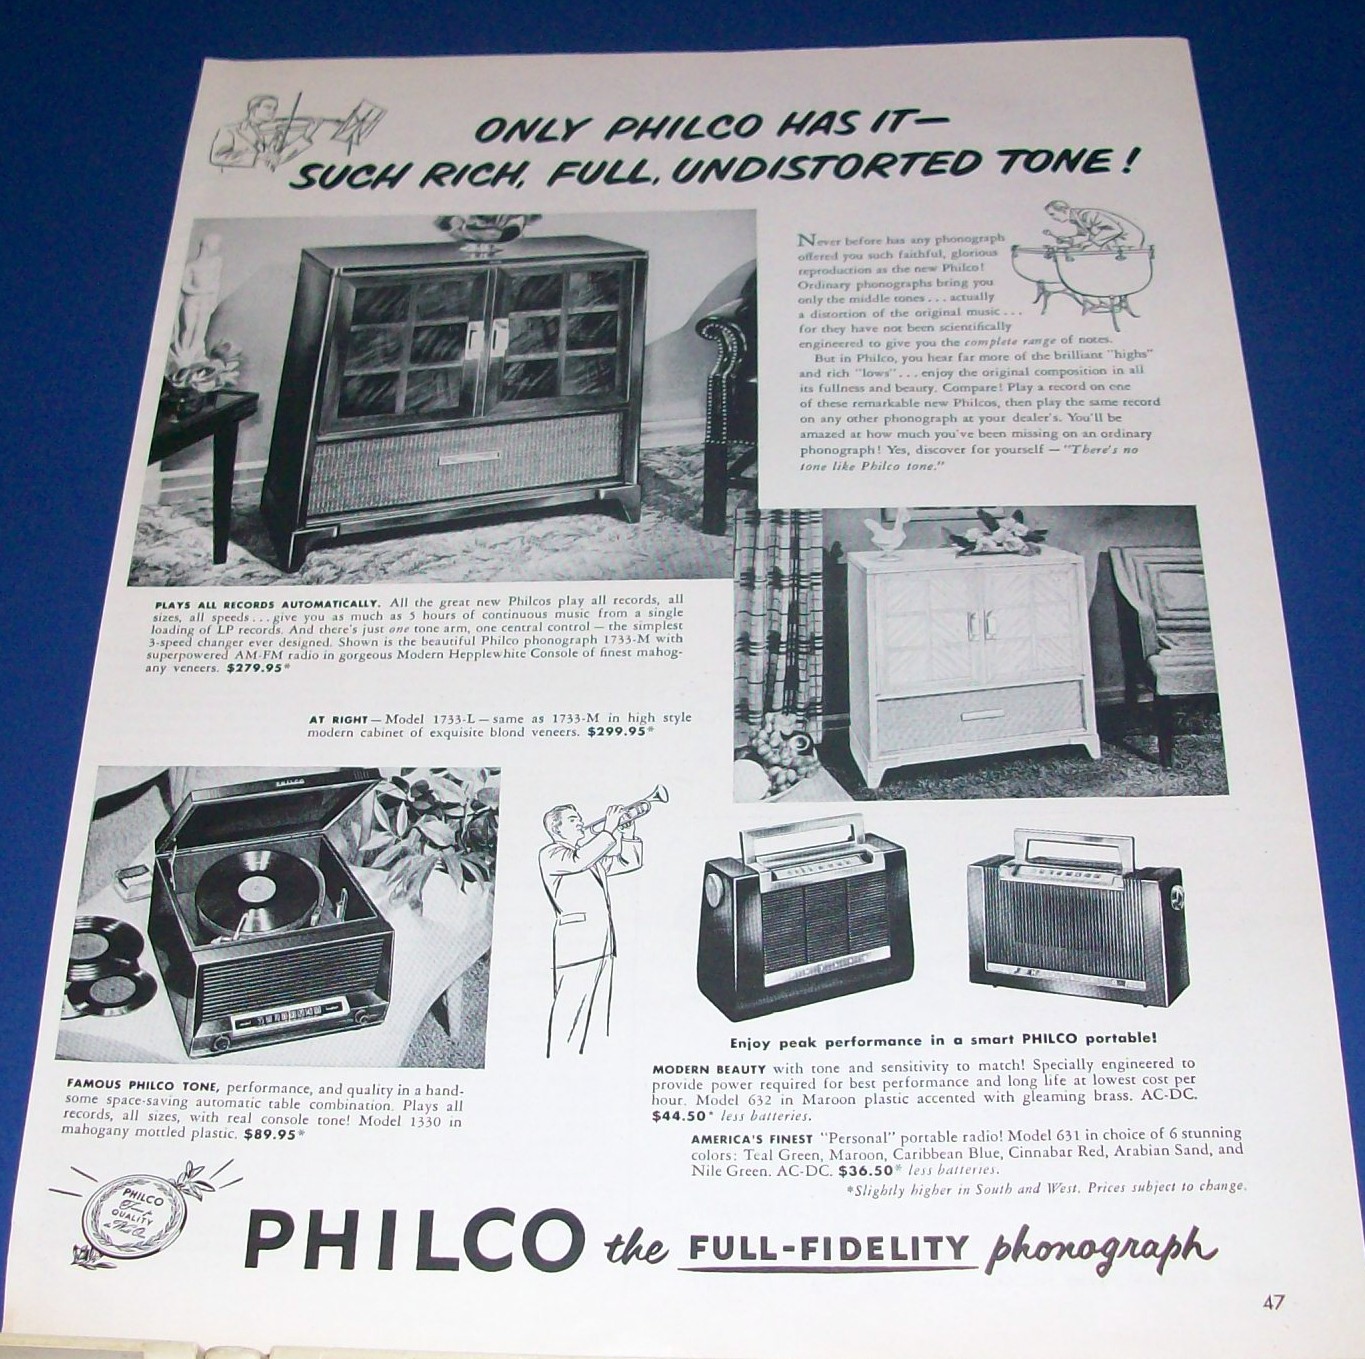 ONLY PHILCO HAS IT—
SUCH RICH, FULL, UNDISTORTED TONE!
Never before has any phonograph
offered you such faithful, glorious
reproduction as the new Philco!
Ordinary phonographs bring you
only the middle tones . . . actually
a distortion of the original music . . .
for they have not been scientifically
engineered to give you the complete range of notes.
But in Philco, you hear far more of the brilliant "highs"
and rich "lows" . . . enjoy the original composition in all
its fullness and beauty. Compare! Play a record on one
of these remarkable new Philcos, then play the same record
on any other phonograph at your dealer's. You'll be
amazed at how much you've been missing on an ordinary
phonograph! Yes, discover for yourself — "There's no
tone like Philco tone."
PLAYS ALL RECORDS AUTOMATICALLY. All the great new Philcos play all records, all
sizes, all speeds . . . give you as much as 5 hours of continuous music from a single
loading of LP records. And there's just one tone arm, one central control — the simplest
3-speed changer ever designed. Shown is the beautiful Philco phonograph 1733-M with
superpowered AM-FM radio in gorgeous Modern Hepplewhite Console of finest mahog-
any veneers. $279.95*
AT RIGHT — Model 1733-L — same as 1733-M in high style
modern cabinet of exquisite blond veneers. $299.95*
PHILCO
Enjoy peak performance in a smart PHILCO portable!
MODERN BEAUTY with tone and sensitivity to match! Specially engineered to
provide power required for best performance and long life at lowest cost per
hour. Model 632 in Maroon plastic accented with gleaming brass. AC-DC.
$44.50* less batteries.
FAMOUS PHILCO TONE, performance, and quality in a hand-
some space-saving automatic table combination. Plays all
records, all sizes, with real console tone! Model 1330 in
mahogany mottled plastic. $89.95*
AMERICA'S FINEST "Personal" portable radio! Model 631 in choice of 6 stunning
colors: Teal Green, Maroon, Caribbean Blue, Cinnabar Red, Arabian Sand, and
Nile Green. AC-DC. $36.50* less batteries.
*Slightly higher in South and West. Prices subject to change.
PHILCO
Famous for
QUALITY
the World Over
PHILCO the FULL-FIDELITY phonograph
47